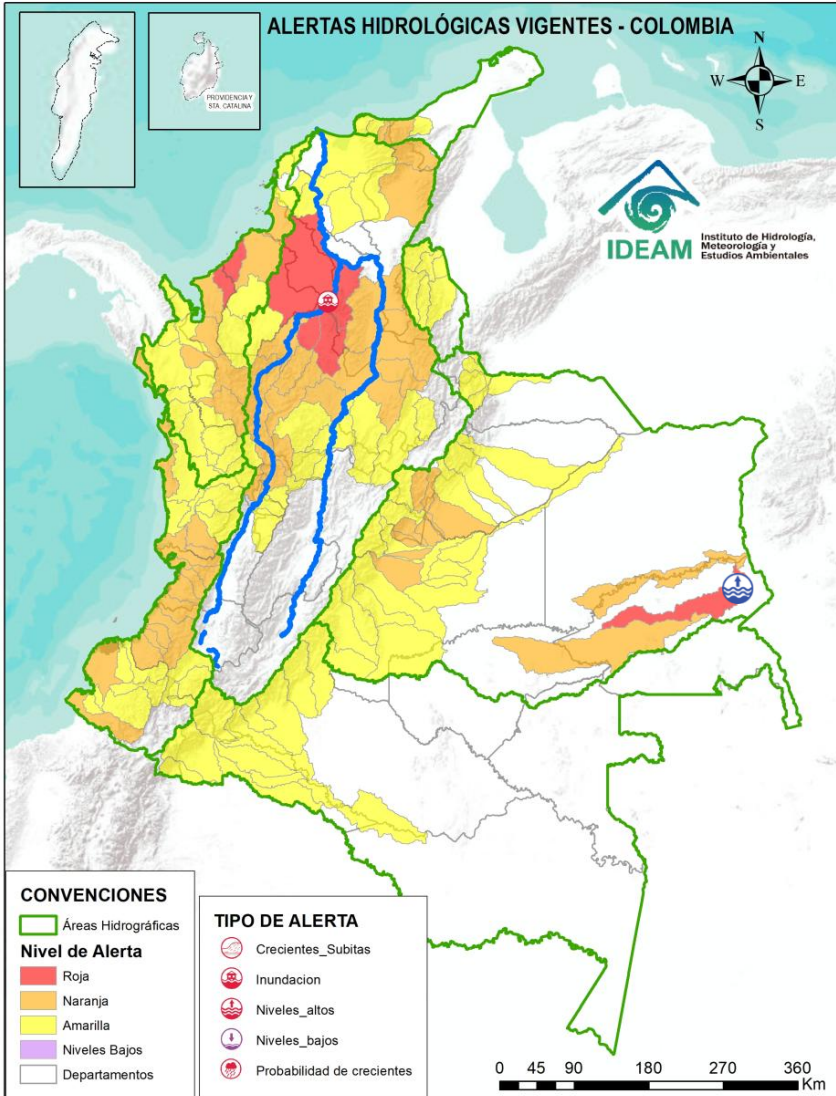 ALERTAS HIDROLÓGICAS VIGENTES - COLOMBIA
PROVIDENCIA Y
STA. CATALINA
N
W
E
S
IDEAM
Instituto de Hidrología,
Meteorología y
Estudios Ambientales
CONVENCIONES
Áreas Hidrográficas
Nivel de Alerta
Roja
Naranja
Amarilla
Niveles Bajos
Departamentos
TIPO DE ALERTA
Crecientes_Subitas
Inundacion
Niveles_altos
Niveles_bajos
Probabilidad de crecientes
0 45 90 180 270 360
Km